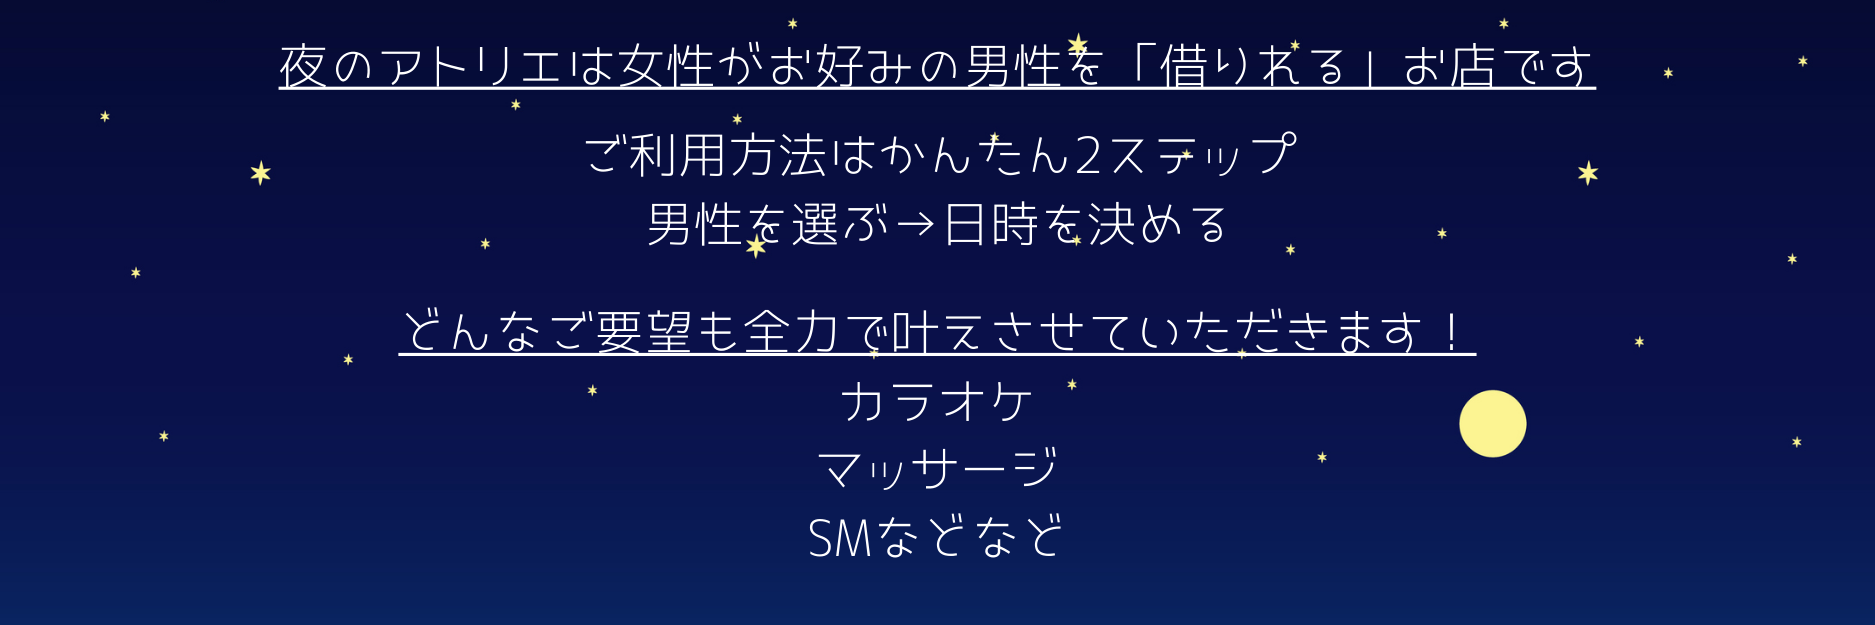 夜のアトリエは女性がお好みの男性を「借りれる」お店です
ご利用方法はかんたん2ステップ
男性を選ぶ→日時を決める
どんなご要望も全力で叶えさせていただきます！
カラオケ
マッサージ
SMなどなど